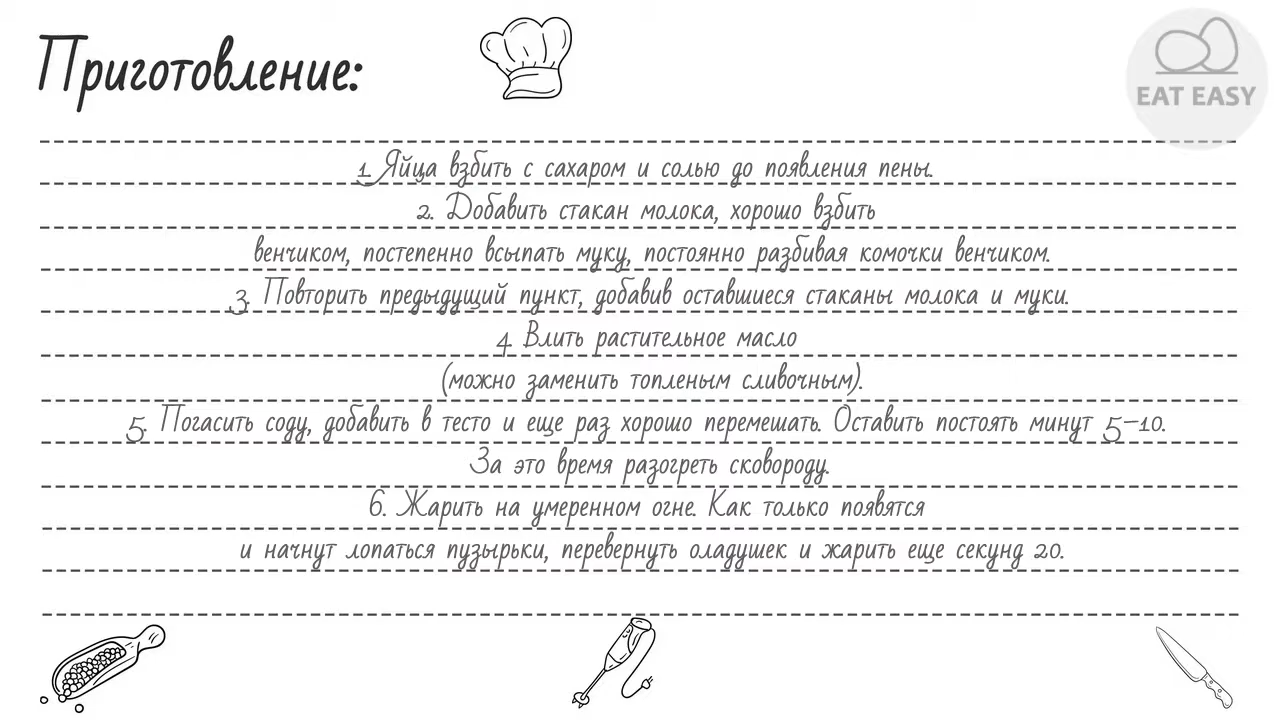 Приготовление:
EAT EASY
1. Яйца взбить с сахаром и солью до появления пены.
2. Добавить стакан молока, хорошо взбить
венчиком, постепенно всыпать муку, постоянно разбивая комочки венчиком.
3. Повторить предыдущий пункт, добавив оставшиеся стаканы молока и муки.
4. Влить растительное масло
(можно заменить топленым сливочным).
5. Погасить соду, добавить в тесто и еще раз хорошо перемешать. Оставить постоять минут 5-10.
За это время разогреть сковороду.
6. Жарить на умеренном огне. Как только появятся
и начнут лопаться пузырьки, перевернуть оладушек и жарить еще секунд 20.